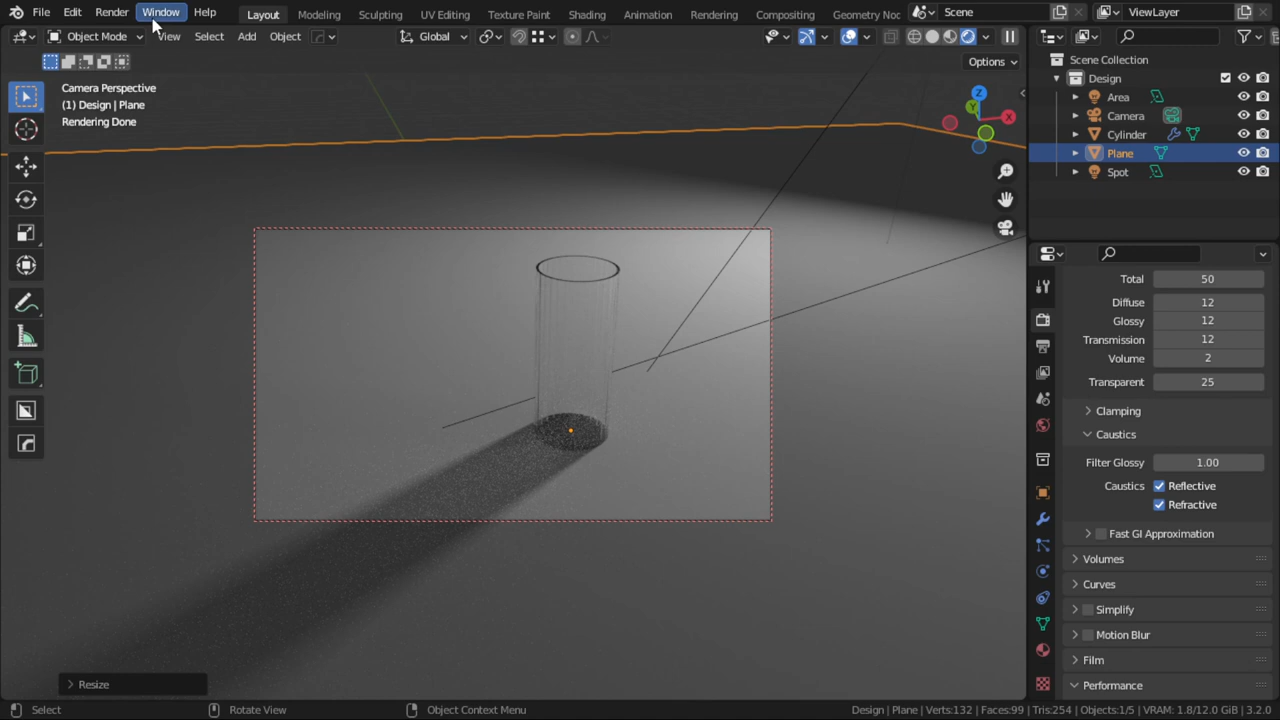 File Edit Render Window Help Layout Modeling Sculpting UV Editing Texture Paint Shading Animation Rendering Compositing Geometry Noc Scene ViewLayer
Object Mode View Select Add Object Global
Options
Camera Perspective
(1) Design | Plane
Rendering Done
Z
Y
X
Scene Collection
Design
Area
Camera
Cylinder
Plane
Spot
Total 50
Diffuse 12
Glossy 12
Transmission 12
Volume 2
Transparent 25
Clamping
Caustics
Filter Glossy 1.00
Caustics Reflective
Refractive
Fast GI Approximation
Volumes
Curves
Simplify
Motion Blur
Film
Performance
Resize
Select Rotate View Object Context Menu Design | Plane Verts:132 | Faces:99 | Tris:254 | Objects:1/5 | VRAM: 1.8/12.0 GiB | 3.2.0